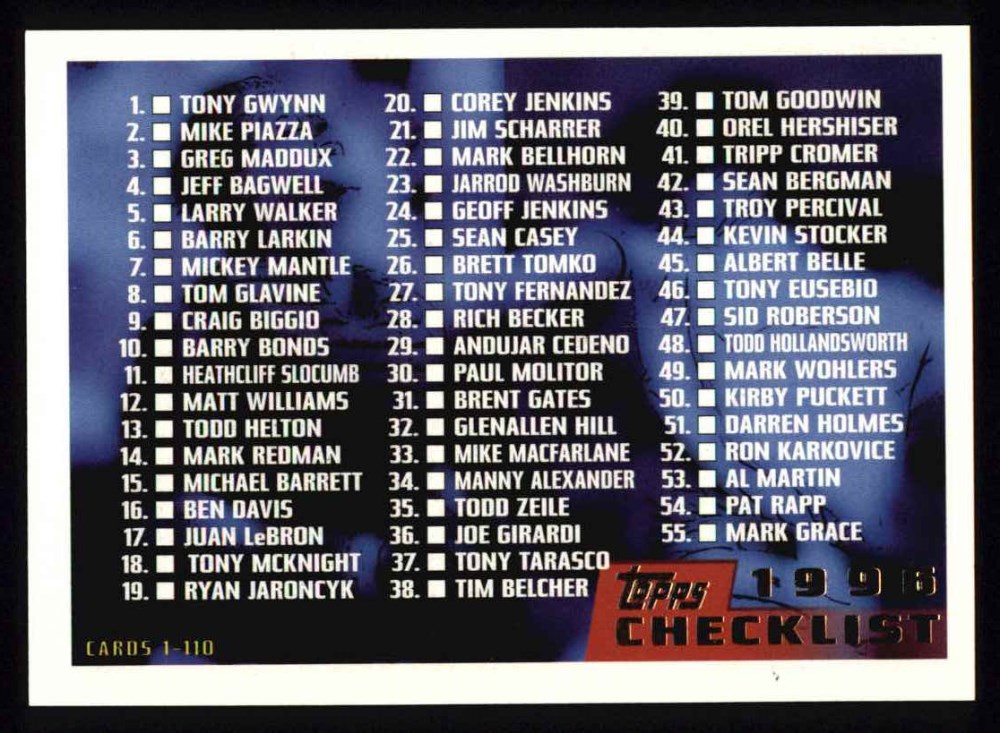 1. TONY GWYNN
2. MIKE PIAZZA
3. GREG MADDUX
4. JEFF BAGWELL
5. LARRY WALKER
6. BARRY LARKIN
7. MICKEY MANTLE
8. TOM GLAVINE
9. CRAIG BIGGIO
10. BARRY BONDS
11. HEATHCLIFF SLOCUMB
12. MATT WILLIAMS
13. TODD HELTON
14. MARK REDMAN
15. MICHAEL BARRETT
16. BEN DAVIS
17. JUAN LeBRON
18. TONY MCKNIGHT
19. RYAN JARONCYK
20. COREY JENKINS
21. JIM SCHARRER
22. MARK BELLHORN
23. JARROD WASHBURN
24. GEOFF JENKINS
25. SEAN CASEY
26. BRETT TOMKO
27. TONY FERNANDEZ
28. RICH BECKER
29. ANDUJAR CEDENO
30. PAUL MOLITOR
31. BRENT GATES
32. GLENALLEN HILL
33. MIKE MACFARLANE
34. MANNY ALEXANDER
35. TODD ZEILE
36. JOE GIRARDI
37. TONY TARASCO
38. TIM BELCHER
39. TOM GOODWIN
40. OREL HERSHISER
41. TRIPP CROMER
42. SEAN BERGMAN
43. TROY PERCIVAL
44. KEVIN STOCKER
45. ALBERT BELLE
46. TONY EUSEBIO
47. SID ROBERSON
48. TODD HOLLANDSWORTH
49. MARK WOHLERS
50. KIRBY PUCKETT
51. DARREN HOLMES
52. RON KARKOVICE
53. AL MARTIN
54. PAT RAPP
55. MARK GRACE
Topps 1996
CHECKLIST
CARDS 1-110